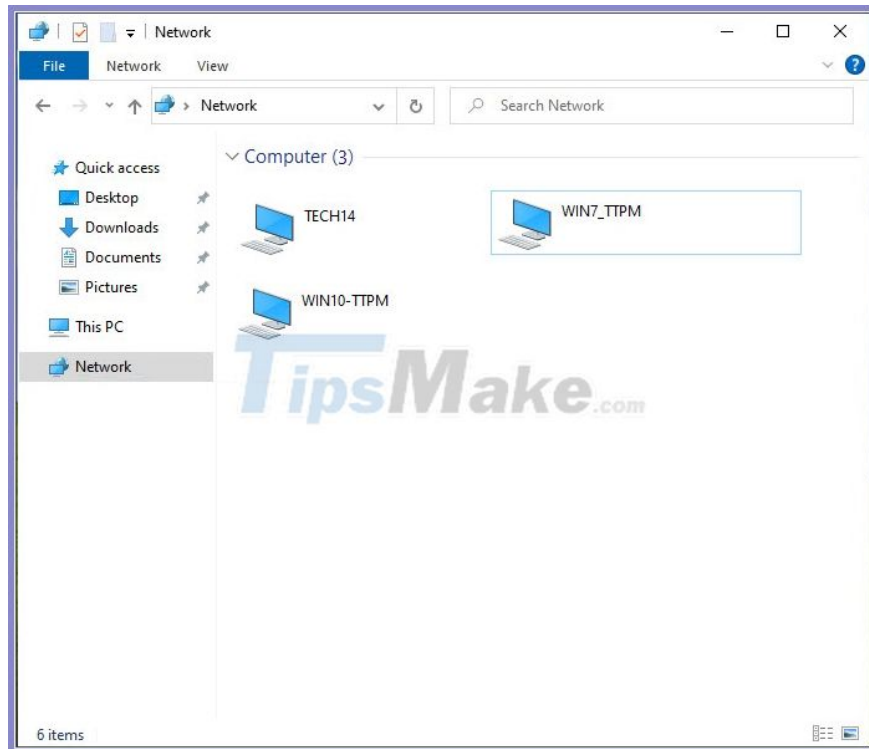 Network
File Network View
Network
Search Network
Quick access
Desktop
Downloads
Documents
Pictures
This PC
Network
Computer (3)
TECH14
WIN7_TTPM
WIN10-TTPM
TipsMake.com
6 items